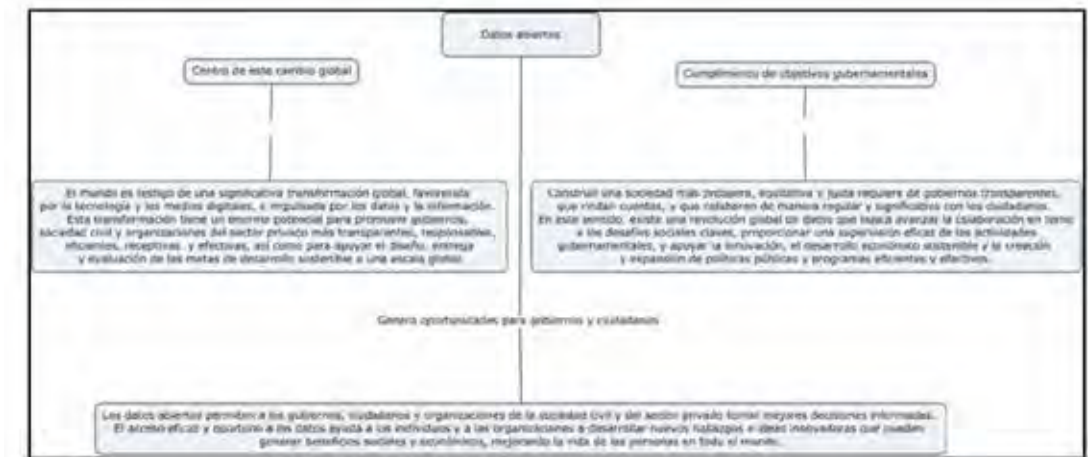 Datos abiertos
Centro de este cambio global
Cumplimiento de objetivos gubernamentales
El mundo es testigo de una significativa transformación global, favorecida
por la tecnología y los medios digitales, e impulsada por los datos y la información.
Esta transformación tiene un enorme potencial para promover gobiernos,
sociedad civil y organizaciones del sector privado más transparentes, responsables,
eficientes, receptivas y efectivas, así como para apoyar el diseño, entrega
y evaluación de las metas de desarrollo sostenible a una escala global.
Construir una sociedad más próspera, equitativa y justa requiere de gobiernos transparentes,
que rindan cuentas, y que colaboren de manera regular y significativa con los ciudadanos.
En este sentido, existe una revolución global de datos que busca avanzar la colaboración en torno
a los desafíos sociales claves, proporcionar una supervisión eficaz de las actividades
gubernamentales, y apoyar la innovación, el desarrollo económico sostenible y la creación
y expansión de políticas públicas y programas eficientes y efectivos.
Genera oportunidades para gobiernos y ciudadanos
Los datos abiertos permiten a los gobiernos, ciudadanos y organizaciones de la sociedad civil y del sector privado tomar mejores decisiones informadas.
El acceso eficaz y oportuno a los datos ayuda a los individuos y a las organizaciones a desarrollar nuevos hallazgos e ideas innovadoras que pueden
generar beneficios sociales y económicos, mejorando la vida de las personas en todo el mundo.